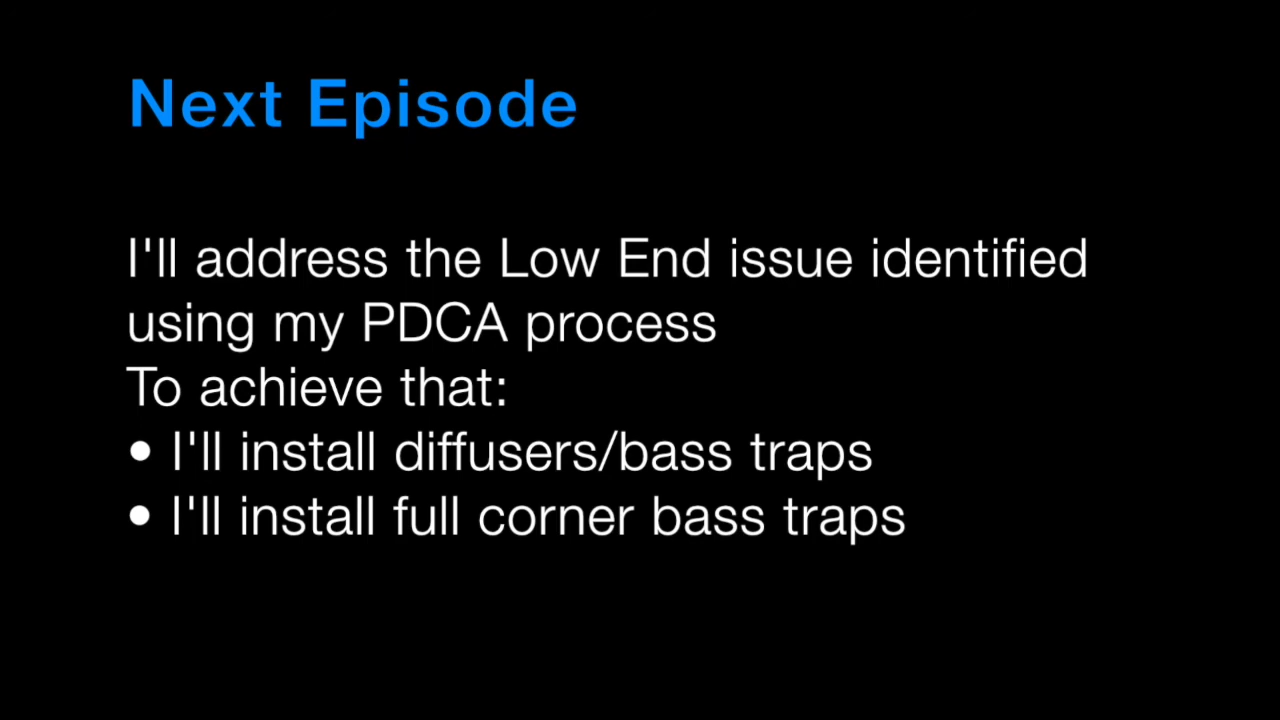 Next Episode
I'll address the Low End issue identified
using my PDCA process
To achieve that:
• I'll install diffusers/bass traps
• I'll install full corner bass traps